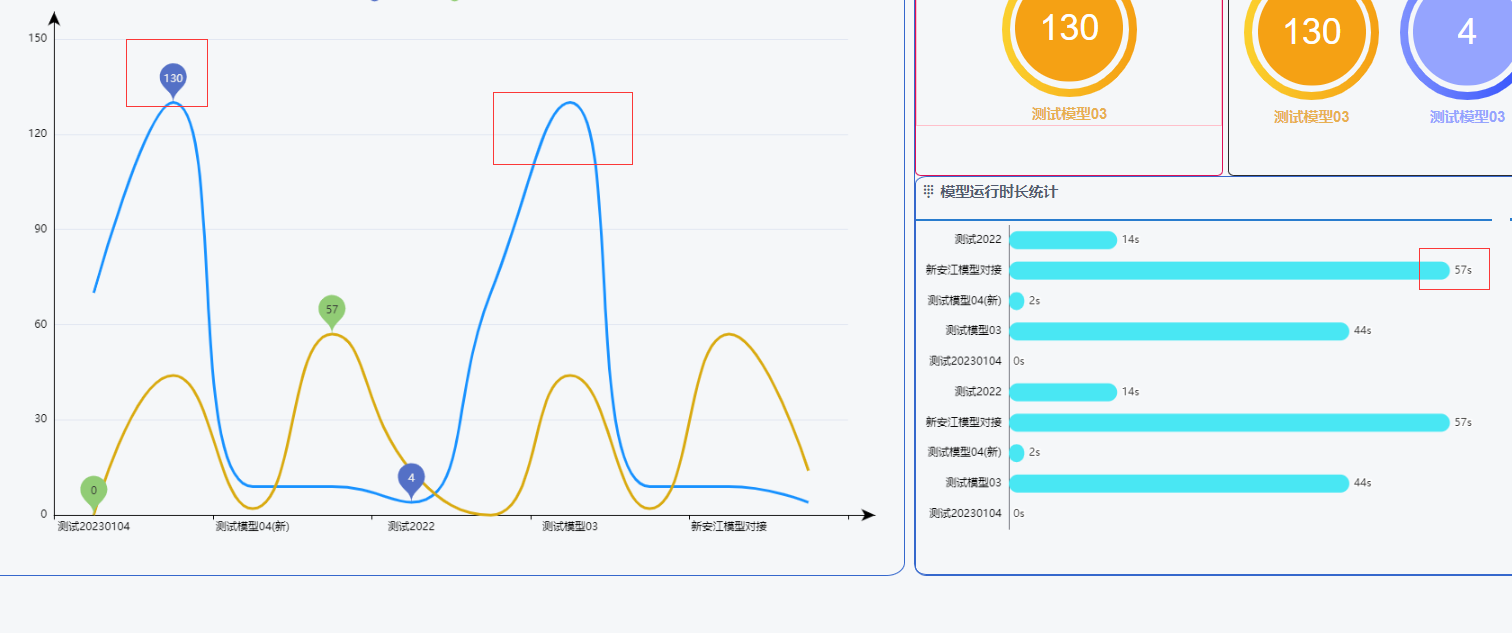 150
120
90
60
30
0
130
57
0
4
测试20230104
测试模型04(新)
测试2022
测试模型03
新安江模型对接
130
测试模型03
130
测试模型03
4
测试模型03
模型运行时长统计
测试2022 14s
新安江模型对接 57s
测试模型04(新) 2s
测试模型03 44s
测试20230104 0s
测试2022 14s
新安江模型对接 57s
测试模型04(新) 2s
测试模型03 44s
测试20230104 0s